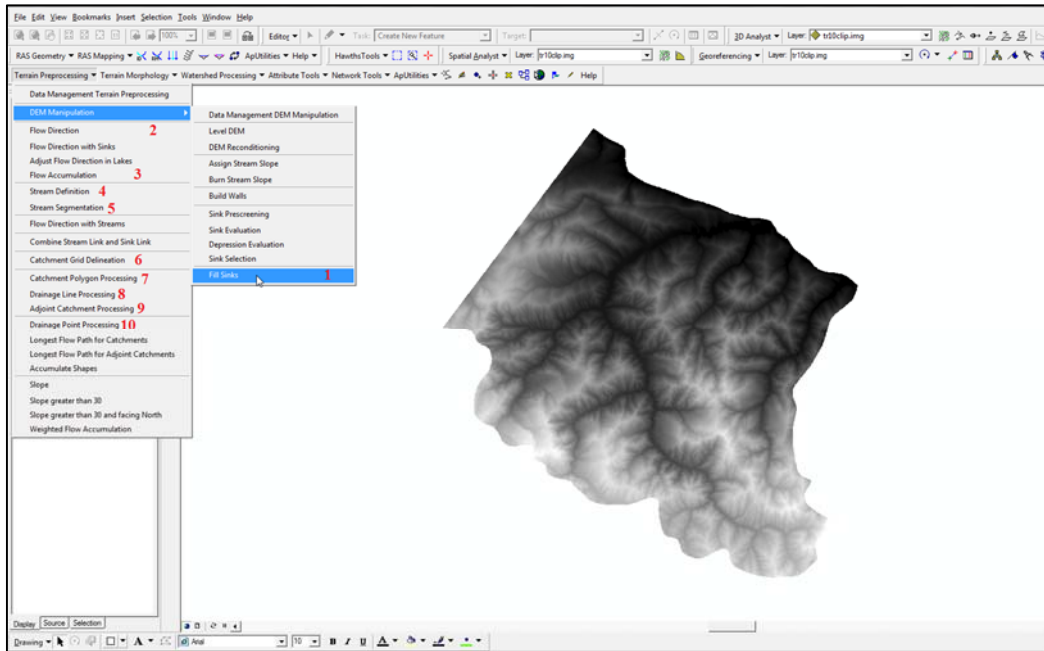 File Edit View Bookmarks Insert Selection Tools Window Help
100% Editor Task: Create New Feature Target: 3D Analyst Layer: tr10clip.img
RAS Geometry RAS Mapping ApUtilities Help HawthsTools Spatial Analyst Layer: tr10clip.img Georeferencing Layer: tr10clip.img
Terrain Preprocessing Terrain Morphology Watershed Processing Attribute Tools Network Tools ApUtilities Help
Data Management Terrain Preprocessing
DEM Manipulation
Flow Direction 2
Flow Direction with Sinks
Adjust Flow Direction in Lakes
Flow Accumulation 3
Stream Definition 4
Stream Segmentation 5
Flow Direction with Streams
Combine Stream Link and Sink Link
Catchment Grid Delineation 6
Catchment Polygon Processing 7
Drainage Line Processing 8
Adjoint Catchment Processing 9
Drainage Point Processing 10
Longest Flow Path for Catchments
Longest Flow Path for Adjoint Catchments
Accumulate Shapes
Slope
Slope greater than 30
Slope greater than 30 and facing North
Weighted Flow Accumulation
Data Management DEM Manipulation
Level DEM
DEM Reconditioning
Assign Stream Slope
Burn Stream Slope
Build Walls
Sink Prescreening
Sink Evaluation
Depression Evaluation
Sink Selection
Fill Sinks 1
Display Source Selection
Drawing A Arial 10 B I U A